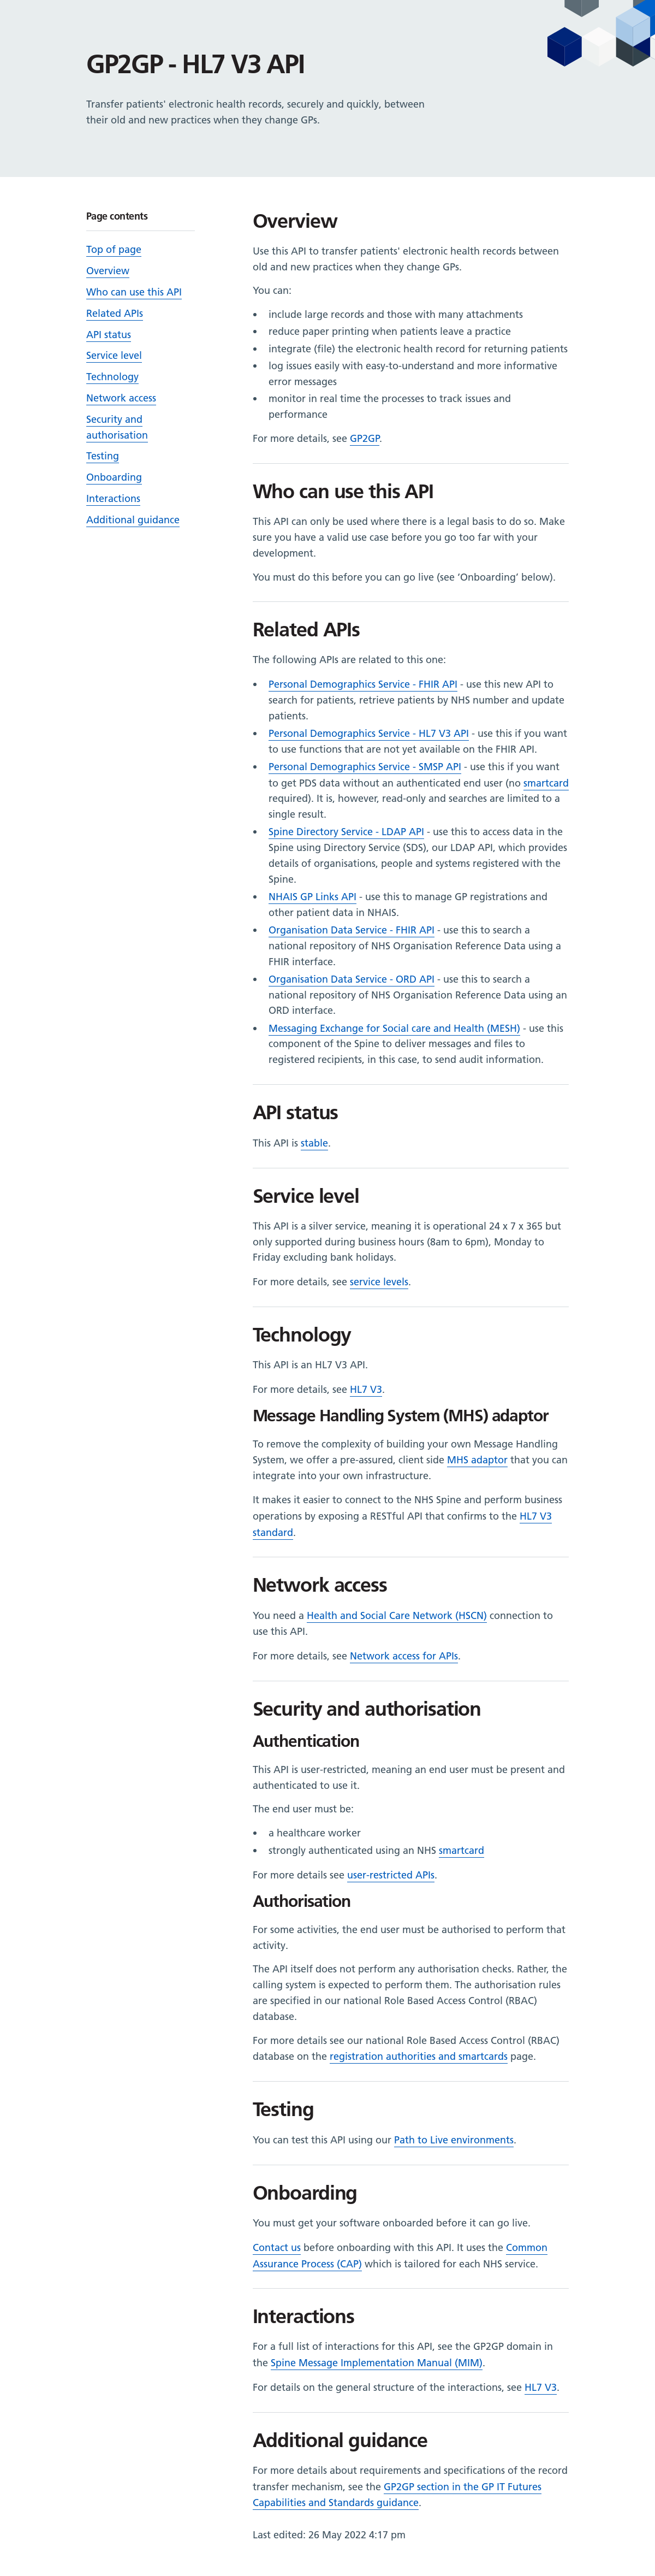 GP2GP - HL7 V3 API
Transfer patients' electronic health records, securely and quickly, between
their old and new practices when they change GPs.
Page contents
Top of page
Overview
Who can use this API
Related APIs
API status
Service level
Technology
Network access
Security and
authorisation
Testing
Onboarding
Interactions
Additional guidance
Overview
Use this API to transfer patients' electronic health records between
old and new practices when they change GPs.
You can:
• include large records and those with many attachments
• reduce paper printing when patients leave a practice
• integrate (file) the electronic health record for returning patients
• log issues easily with easy-to-understand and more informative
error messages
• monitor in real time the processes to track issues and
performance
For more details, see GP2GP.
Who can use this API
This API can only be used where there is a legal basis to do so. Make
sure you have a valid use case before you go too far with your
development.
You must do this before you can go live (see 'Onboarding' below).
Related APIs
The following APIs are related to this one:
• Personal Demographics Service - FHIR API - use this new API to
search for patients, retrieve patients by NHS number and update
patients.
• Personal Demographics Service - HL7 V3 API - use this if you want
to use functions that are not yet available on the FHIR API.
• Personal Demographics Service - SMSP API - use this if you want
to get PDS data without an authenticated end user (no smartcard
required). It is, however, read-only and searches are limited to a
single result.
• Spine Directory Service - LDAP API - use this to access data in the
Spine using Directory Service (SDS), our LDAP API, which provides
details of organisations, people and systems registered with the
Spine.
• NHAIS GP Links API - use this to manage GP registrations and
other patient data in NHAIS.
• Organisation Data Service - FHIR API - use this to search a
national repository of NHS Organisation Reference Data using a
FHIR interface.
• Organisation Data Service - ORD API - use this to search a
national repository of NHS Organisation Reference Data using an
ORD interface.
• Messaging Exchange for Social care and Health (MESH) - use this
component of the Spine to deliver messages and files to
registered recipients, in this case, to send audit information.
API status
This API is stable.
Service level
This API is a silver service, meaning it is operational 24 x 7 x 365 but
only supported during business hours (8am to 6pm), Monday to
Friday excluding bank holidays.
For more details, see service levels.
Technology
This API is an HL7 V3 API.
For more details, see HL7 V3.
Message Handling System (MHS) adaptor
To remove the complexity of building your own Message Handling
System, we offer a pre-assured, client side MHS adaptor that you can
integrate into your own infrastructure.
It makes it easier to connect to the NHS Spine and perform business
operations by exposing a RESTful API that confirms to the HL7 V3
standard.
Network access
You need a Health and Social Care Network (HSCN) connection to
use this API.
For more details, see Network access for APIs.
Security and authorisation
Authentication
This API is user-restricted, meaning an end user must be present and
authenticated to use it.
The end user must be:
• a healthcare worker
• strongly authenticated using an NHS smartcard
For more details see user-restricted APIs.
Authorisation
For some activities, the end user must be authorised to perform that
activity.
The API itself does not perform any authorisation checks. Rather, the
calling system is expected to perform them. The authorisation rules
are specified in our national Role Based Access Control (RBAC)
database.
For more details see our national Role Based Access Control (RBAC)
database on the registration authorities and smartcards page.
Testing
You can test this API using our Path to Live environments.
Onboarding
You must get your software onboarded before it can go live.
Contact us before onboarding with this API. It uses the Common
Assurance Process (CAP) which is tailored for each NHS service.
Interactions
For a full list of interactions for this API, see the GP2GP domain in
the Spine Message Implementation Manual (MIM).
For details on the general structure of the interactions, see HL7 V3.
Additional guidance
For more details about requirements and specifications of the record
transfer mechanism, see the GP2GP section in the GP IT Futures
Capabilities and Standards guidance.
Last edited: 26 May 2022 4:17 pm